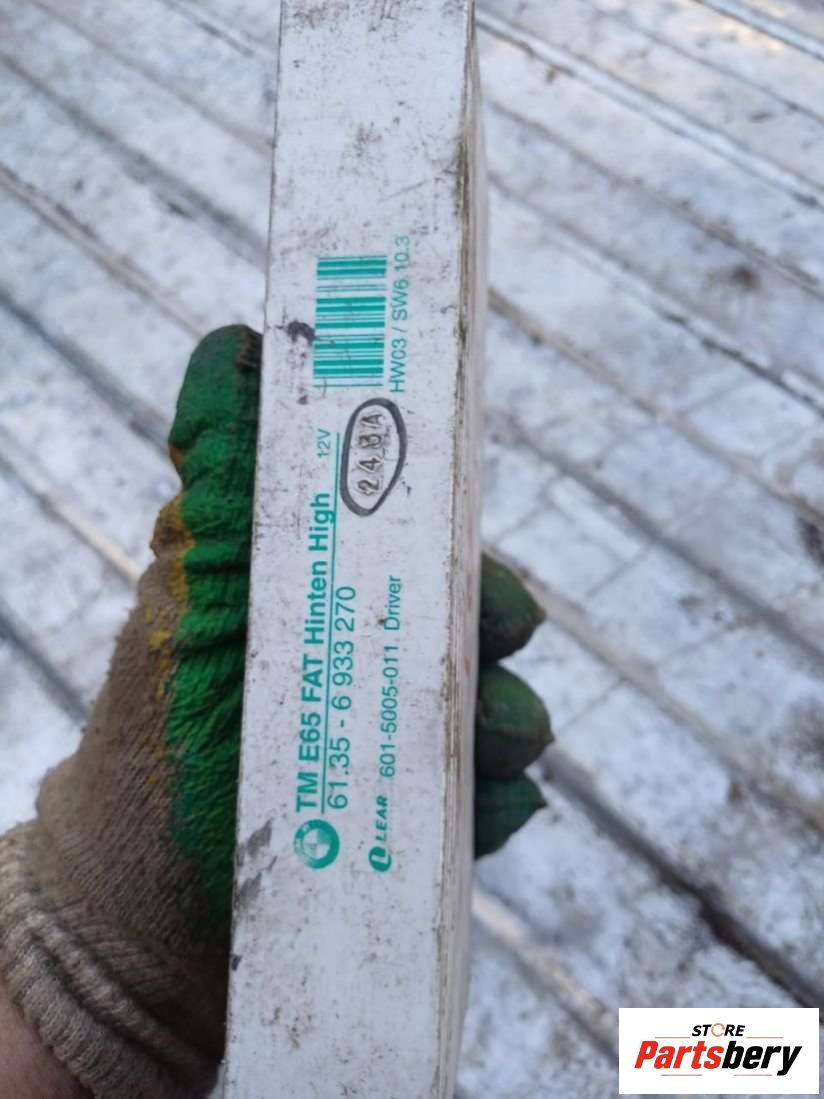 TM E65 FAT Hinten High 12V
61.35 - 6 933 270
LEAR 601-5005-011 Driver
HW03 / SW6.10.3
STORE
Partsbery